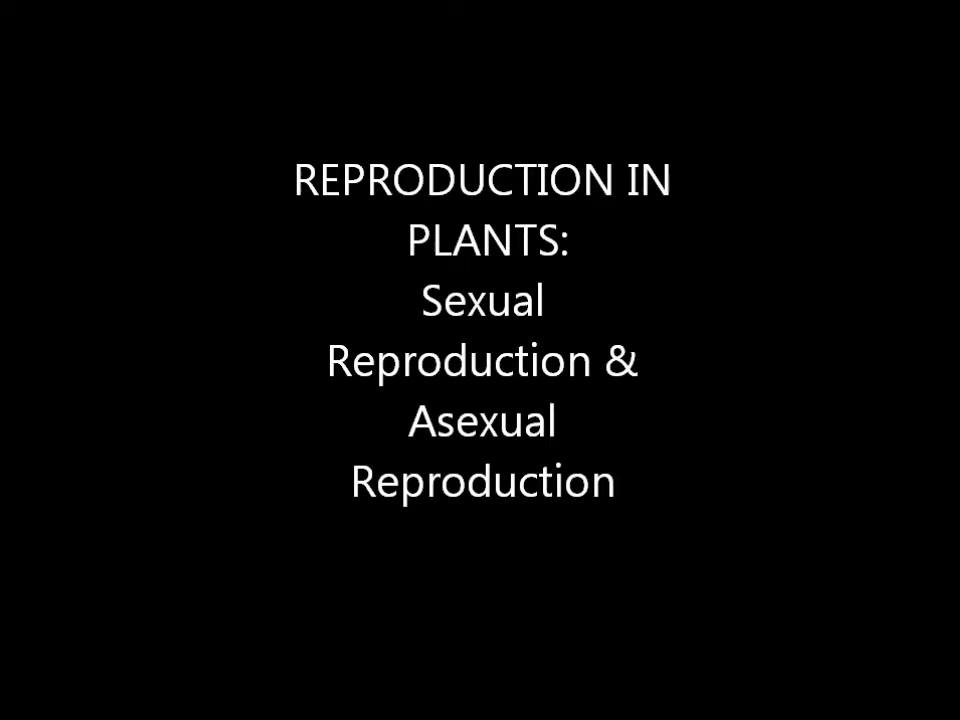 REPRODUCTION IN
PLANTS:
Sexual
Reproduction &
Asexual
Reproduction